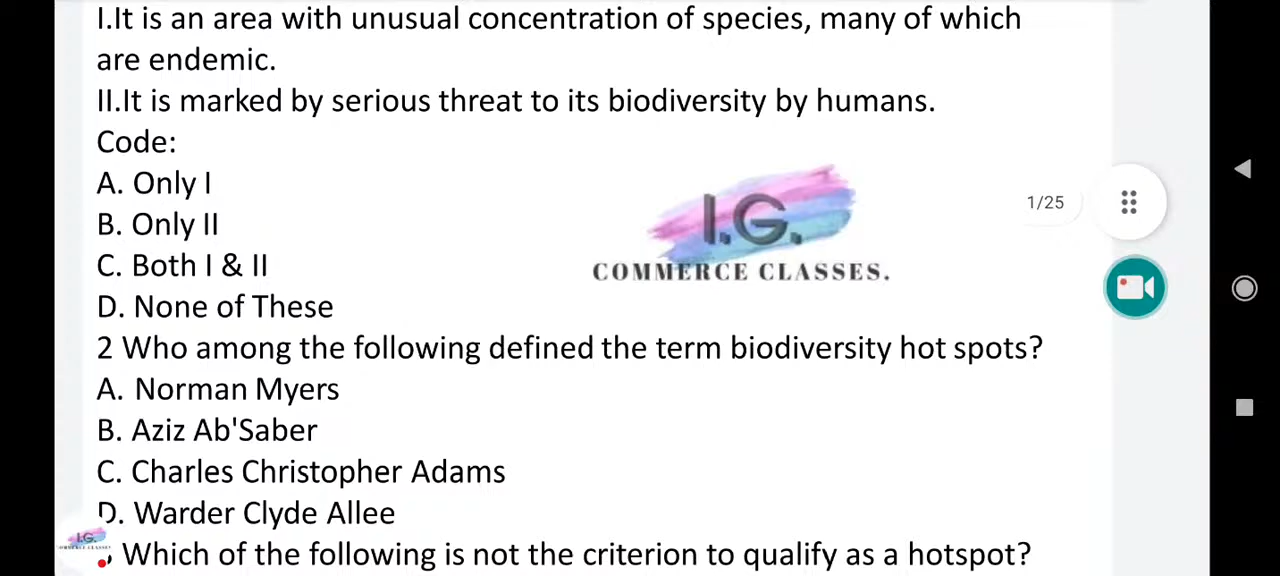 I.It is an area with unusual concentration of species, many of which
are endemic.
II.It is marked by serious threat to its biodiversity by humans.
Code:
A. Only I
B. Only II
C. Both I & II
D. None of These
I.G.
COMMERCE CLASSES.
1/25
2 Who among the following defined the term biodiversity hot spots?
A. Norman Myers
B. Aziz Ab'Saber
C. Charles Christopher Adams
D. Warder Clyde Allee
I.G.
COMMERCE CLASSES
Which of the following is not the criterion to qualify as a hotspot?